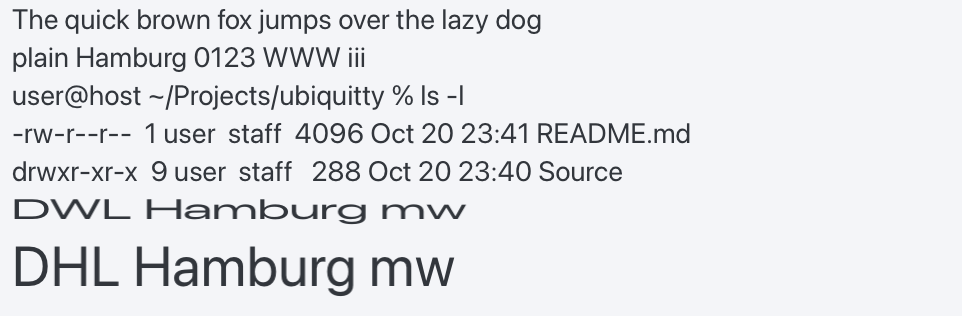 The quick brown fox jumps over the lazy dog
plain Hamburg 0123 WWW iii
user@host ~/Projects/ubiquitty % ls -l
-rw-r--r--  1 user  staff  4096 Oct 20 23:41 README.md
drwxr-xr-x  9 user  staff   288 Oct 20 23:40 Source
DWL Hamburg mw
DHL Hamburg mw